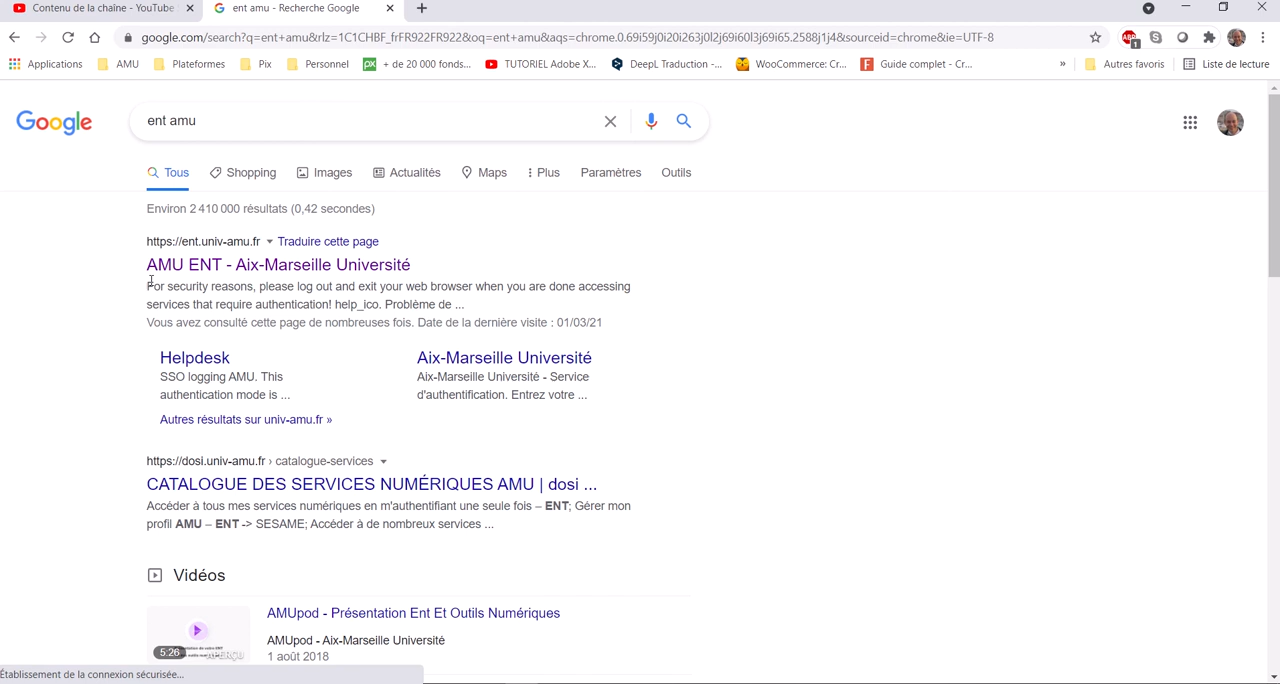 Contenu de la chaîne - YouTube
ent amu - Recherche Google
google.com/search?q=ent+amu&rlz=1C1CHBF_frFR922FR922&oq=ent+amu&aqs=chrome.0.69i59j0i20i263j0l2j69i60l3j69i65.2588j1j4&sourceid=chrome&ie=UTF-8
ABP 1
Applications AMU Plateformes Pix Personnel + de 20 000 fonds... TUTORIEL Adobe X... DeepL Traduction -... WooCommerce: Cr... Guide complet - Cr... » Autres favoris Liste de lecture
Google
ent amu
Tous Shopping Images Actualités Maps Plus Paramètres Outils
Environ 2 410 000 résultats (0,42 secondes)
https://ent.univ-amu.fr Traduire cette page
AMU ENT - Aix-Marseille Université
For security reasons, please log out and exit your web browser when you are done accessing
services that require authentication! help_ico. Problème de ...
Vous avez consulté cette page de nombreuses fois. Date de la dernière visite : 01/03/21
Helpdesk
SSO logging AMU. This
authentication mode is ...
Aix-Marseille Université
Aix-Marseille Université - Service
d'authentification. Entrez votre ...
Autres résultats sur univ-amu.fr »
https://dosi.univ-amu.fr › catalogue-services
CATALOGUE DES SERVICES NUMÉRIQUES AMU | dosi ...
Accéder à tous mes services numériques en m'authentifiant une seule fois – ENT; Gérer mon
profil AMU – ENT -> SESAME; Accéder à de nombreux services ...
Vidéos
AMUpod - Présentation Ent Et Outils Numériques
AMUpod - Aix-Marseille Université
1 août 2018
5:26
APERÇU
Établissement de la connexion sécurisée...